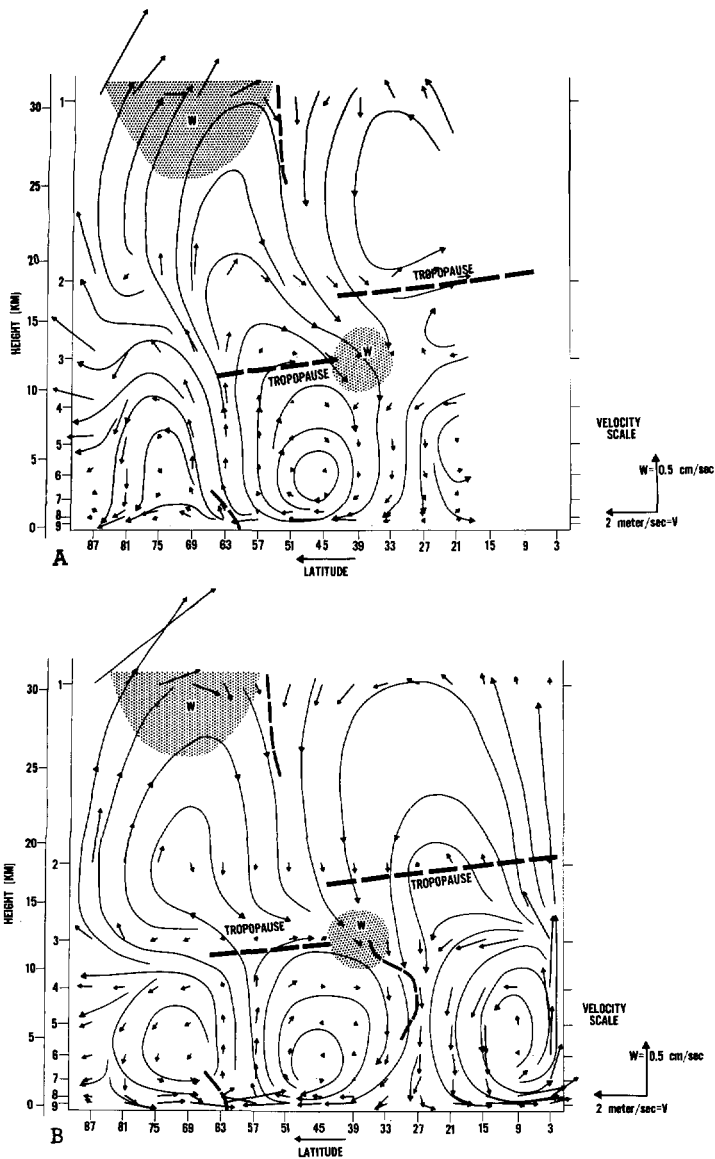 30 1
W
25
HEIGHT [KM]
20
2 TROPOPAUSE
15
3 W
TROPOPAUSE
10
4
5
5 6
7
8
0 9
87 81 75 69 63 57 51 45 39 33 27 21 15 9 3
A
LATITUDE
VELOCITY
SCALE
W= 0.5 cm/sec
2 meter/sec=V
30 1
W
25
HEIGHT [KM]
20
2
TROPOPAUSE
15
W
TROPOPAUSE
3
10
4
5 5
6
7
8
0 9
87 81 75 69 63 57 51 45 39 33 27 21 15 9 3
B
LATITUDE
VELOCITY
SCALE
W= 0.5 cm/sec
2 meter/sec=V